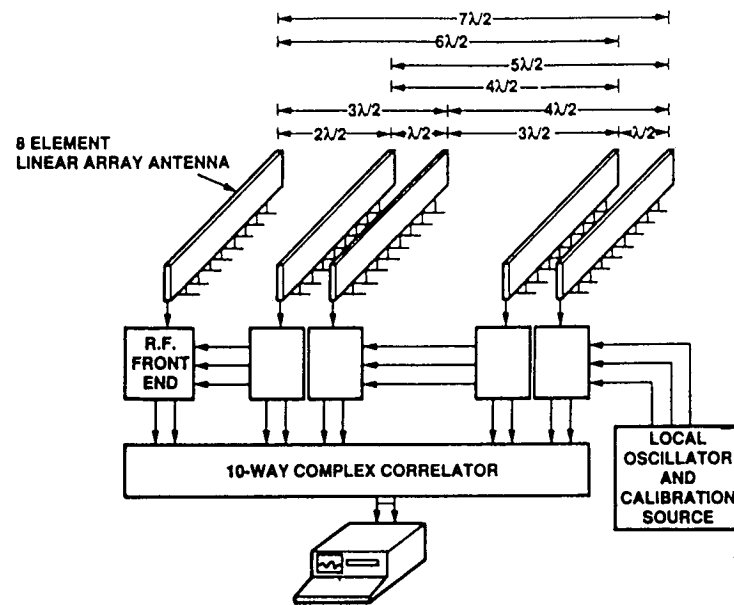 7λ/2
6λ/2
5λ/2
4λ/2
3λ/2 4λ/2
2λ/2 λ/2 3λ/2 λ/2
8 ELEMENT
LINEAR ARRAY ANTENNA
R.F.
FRONT
END
10-WAY COMPLEX CORRELATOR
LOCAL
OSCILLATOR
AND
CALIBRATION
SOURCE